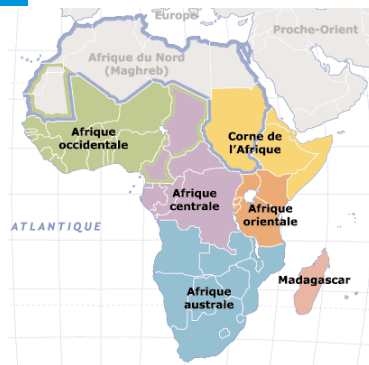 Europe
Proche-Orient
Afrique du Nord
(Maghreb)
Afrique
occidentale
Corne de
l'Afrique
Afrique
centrale
Afrique
orientale
ATLANTIQUE
Madagascar
Afrique
australe